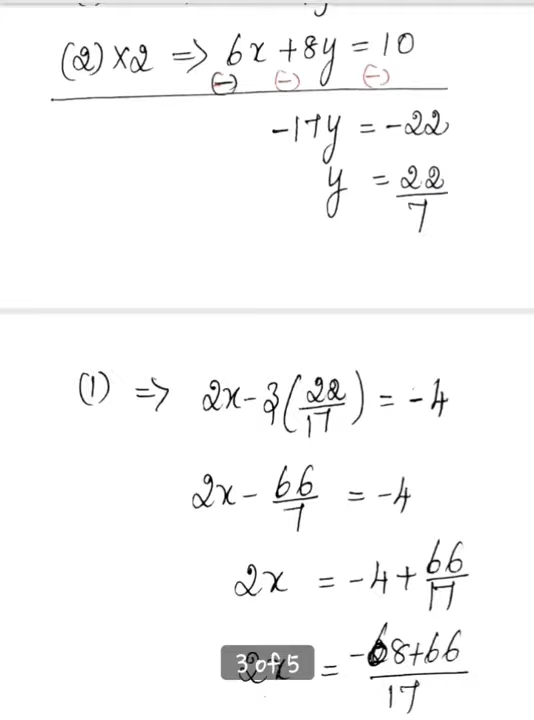 (2) ×2 => 6x + 8y = 10
(-) (-) (-)
-17y = -22
y = 22/7
(1) => 2x - 3(22/17) = -4
2x - 66/7 = -4
2x = -4 + 66/17
2x = -68+66/17
3 of 5